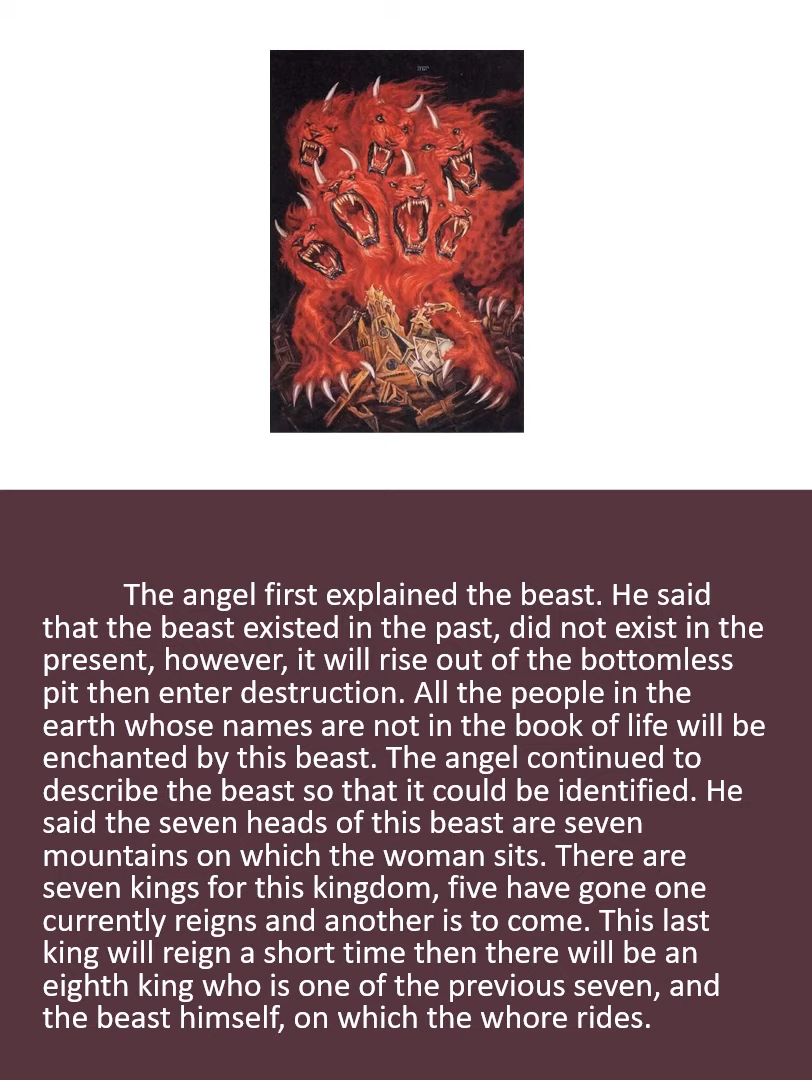 The angel first explained the beast. He said
that the beast existed in the past, did not exist in the
present, however, it will rise out of the bottomless
pit then enter destruction. All the people in the
earth whose names are not in the book of life will be
enchanted by this beast. The angel continued to
describe the beast so that it could be identified. He
said the seven heads of this beast are seven
mountains on which the woman sits. There are
seven kings for this kingdom, five have gone one
currently reigns and another is to come. This last
king will reign a short time then there will be an
eighth king who is one of the previous seven, and
the beast himself, on which the whore rides.